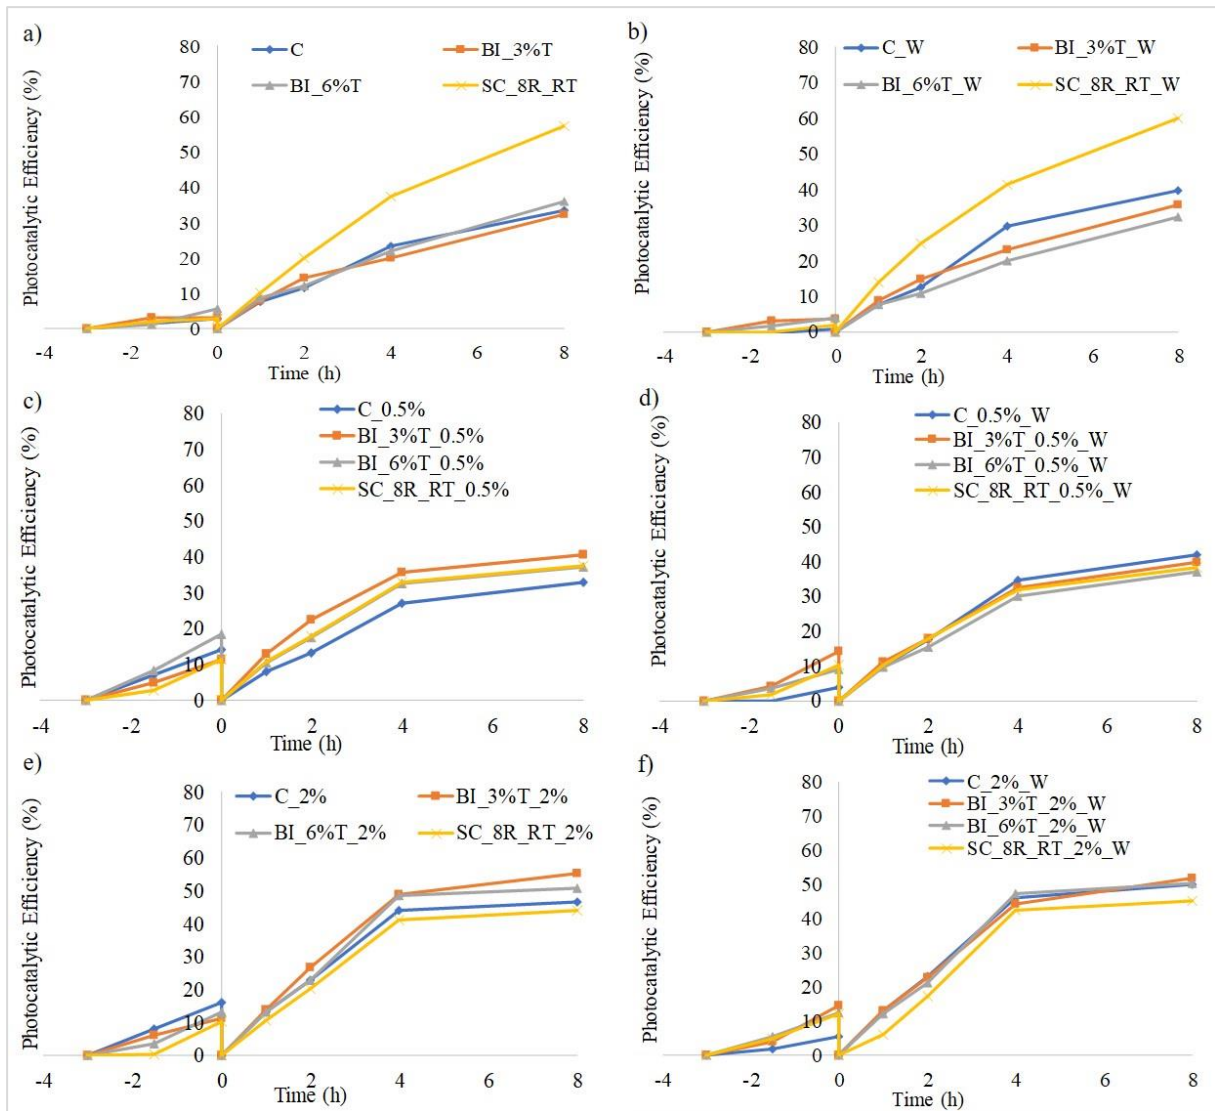 a)
Photocatalytic Efficiency (%)
C
BI_3%T
BI_6%T
SC_8R_RT
80
70
60
50
40
30
20
10
0
-4
-2
0
2
4
6
8
Time (h)
b)
Photocatalytic Efficiency (%)
C_W
BI_3%T_W
BI_6%T_W
SC_8R_RT_W
80
70
60
50
40
30
20
10
0
-4
-2
0
2
4
6
8
Time (h)
c)
Photocatalytic Efficiency (%)
C_0.5%
BI_3%T_0.5%
BI_6%T_0.5%
SC_8R_RT_0.5%
80
70
60
50
40
30
20
10
0
-4
-2
0
2
4
6
8
Time (h)
d)
Photocatalytic Efficiency (%)
C_0.5%_W
BI_3%T_0.5%_W
BI_6%T_0.5%_W
SC_8R_RT_0.5%_W
80
70
60
50
40
30
20
10
0
-4
-2
0
2
4
6
8
Time (h)
e)
Photocatalytic Efficiency (%)
C_2%
BI_3%T_2%
BI_6%T_2%
SC_8R_RT_2%
80
70
60
50
40
30
20
10
0
-4
-2
0
2
4
6
8
Time (h)
f)
Photocatalytic Efficiency (%)
C_2%_W
BI_3%T_2%_W
BI_6%T_2%_W
SC_8R_RT_2%_W
80
70
60
50
40
30
20
10
0
-4
-2
0
2
4
6
8
Time (h)